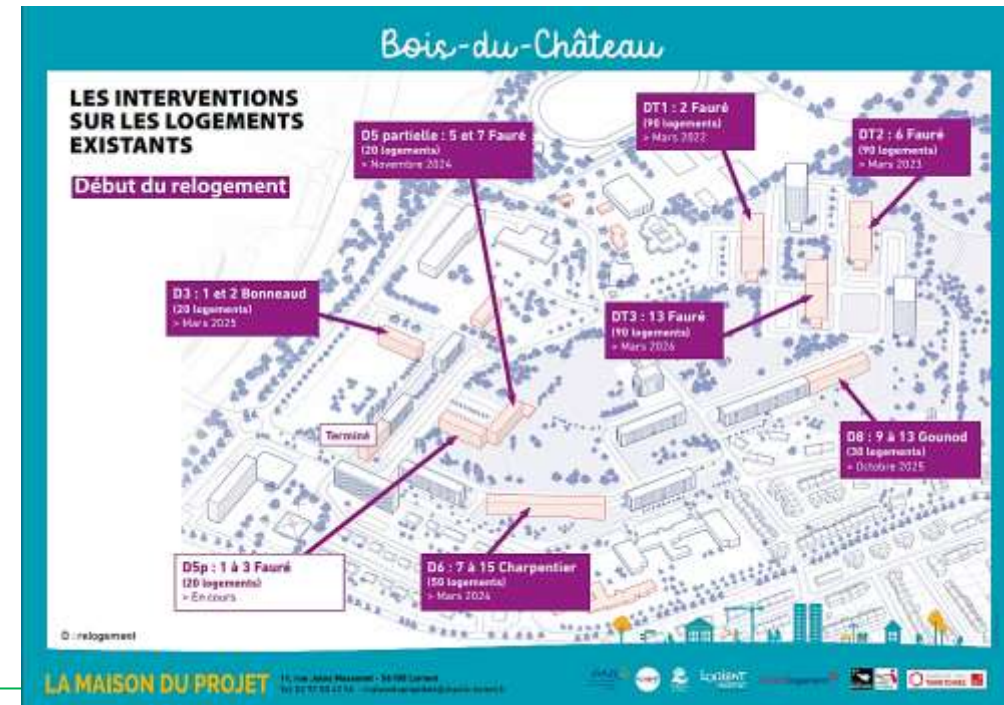 Bois-du-Château
LES INTERVENTIONS
SUR LES LOGEMENTS
EXISTANTS
Début du relogement
D5 partielle : 5 et 7 Fauré
(20 logements)
> Novembre 2024
DT1 : 2 Fauré
(90 logements)
> Mars 2022
DT2 : 6 Fauré
(90 logements)
> Mars 2023
D3 : 1 et 2 Bonneaud
(20 logements)
> Mars 2025
DT3 : 13 Fauré
(90 logements)
> Mars 2026
Terminé
D8 : 9 à 13 Gounod
(30 logements)
> Octobre 2025
D5p : 1 à 3 Fauré
(20 logements)
> En cours
D6 : 7 à 15 Charpentier
(50 logements)
> Mars 2024
D : relogement
LA MAISON DU PROJET
LORIENT
TERRITOIRES